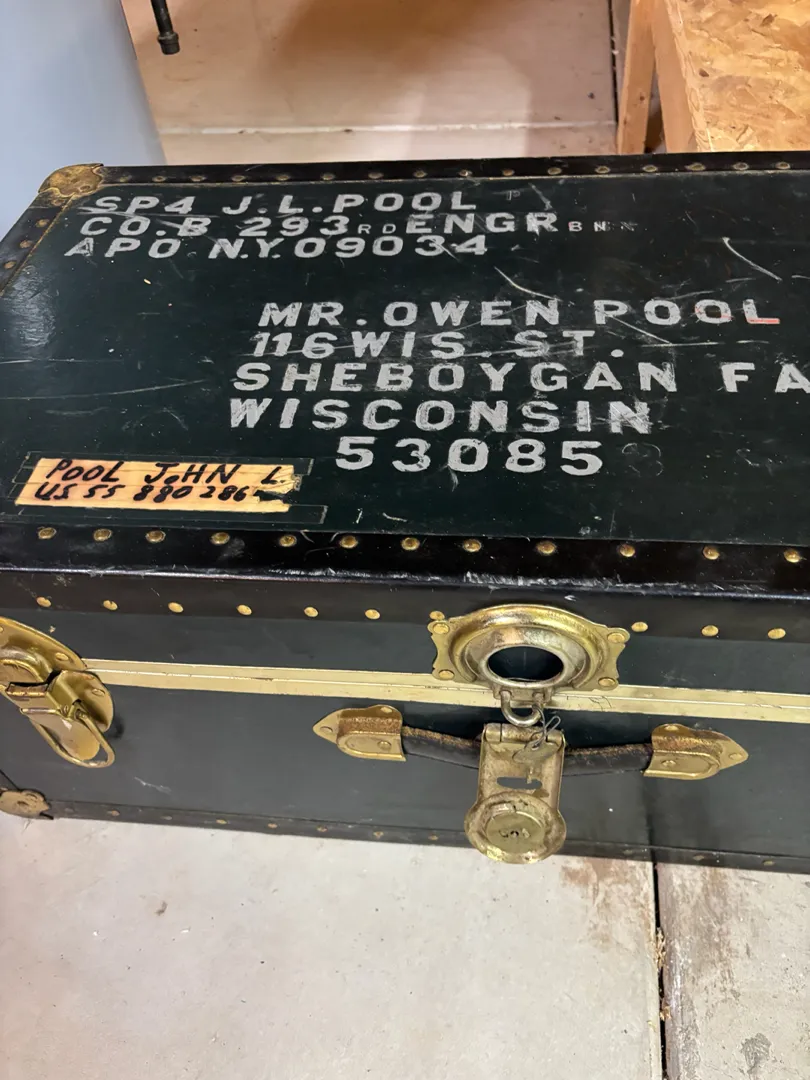 SP4 J.L.POOL
CO.B 293RD ENGR BN
APO N.Y.09034
MR.OWEN POOL
116 WIS. ST.
SHEBOYGAN FA
WISCONSIN
53085
POOL JOHN L.
US 55 880 286